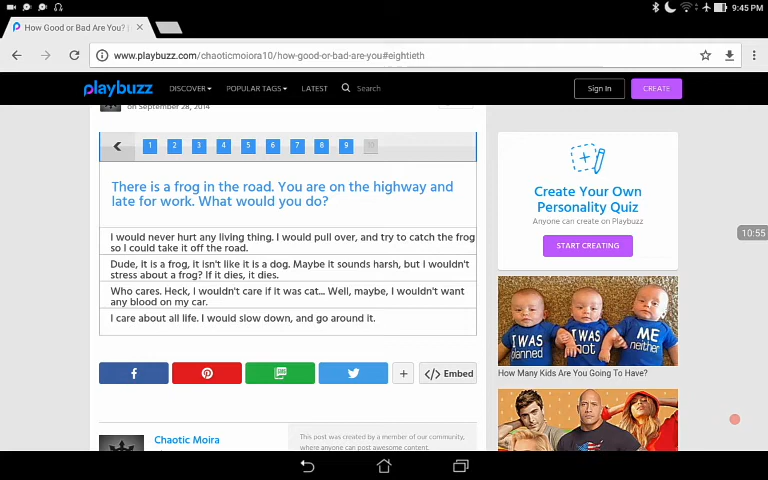 9:45 PM
How Good or Bad Are You? |
www.playbuzz.com/chaoticmoiora10/how-good-or-bad-are-you#eightieth
playbuzz DISCOVER POPULAR TAGS LATEST Search Sign In CREATE
on September 28, 2014
1 2 3 4 5 6 7 8 9 10
There is a frog in the road. You are on the highway and
late for work. What would you do?
I would never hurt any living thing. I would pull over, and try to catch the frog
so I could take it off the road.
Dude, it is a frog, it isn't like it is a dog. Maybe it sounds harsh, but I wouldn't
stress about a frog? If it dies, it dies.
Who cares. Heck, I wouldn't care if it was cat... Well, maybe, I wouldn't want
any blood on my car.
I care about all life. I would slow down, and go around it.
+ </> Embed
Chaotic Moira
This post was created by a member of our community,
where anyone can post awesome content.
Create Your Own
Personality Quiz
Anyone can create on Playbuzz
START CREATING
10:55
I WAS planned
I WAS not
ME neither
How Many Kids Are You Going To Have?